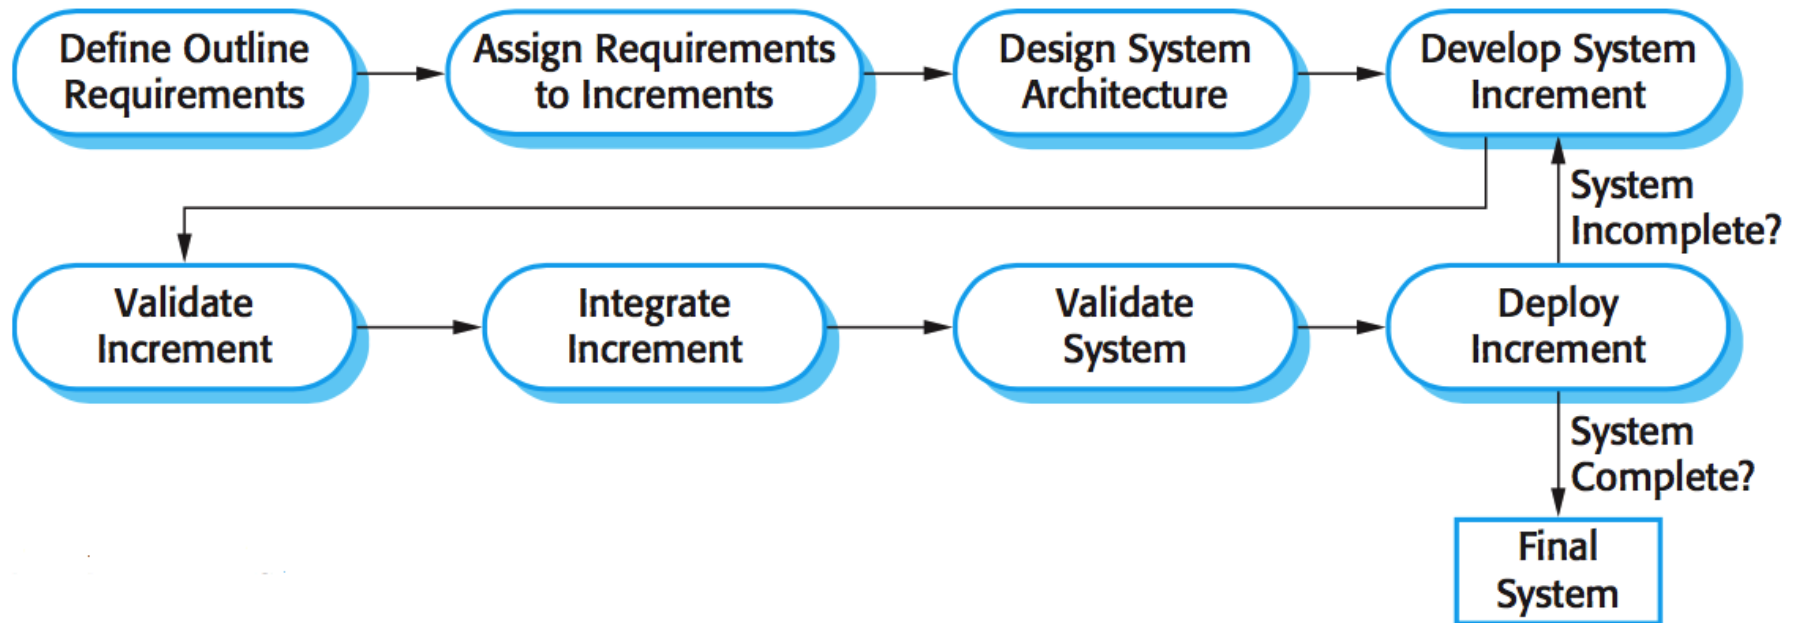 Define Outline
Requirements
Assign Requirements
to Increments
Design System
Architecture
Develop System
Increment
System
Incomplete?
Validate
Increment
Integrate
Increment
Validate
System
Deploy
Increment
System
Complete?
Final
System